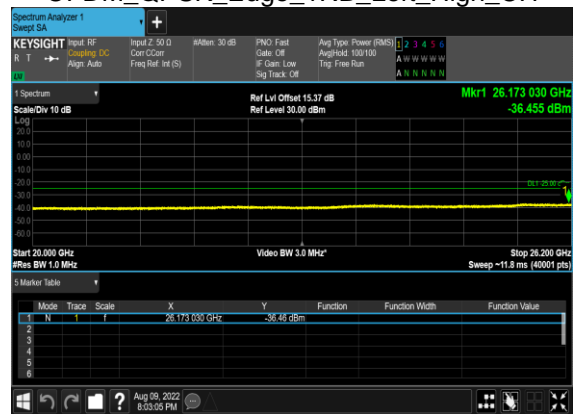 Spectrum Analyzer 1
Swept SA
+
KEYSIGHT Input: RF Input Z: 50 Ω #Atten: 30 dB PNO: Fast Avg Type: Power (RMS) 1 2 3 4 5 6
R T Coupling: DC Corr CCorr Gate: Off Avg|Hold: 100/100 A W W W W W
Align: Auto Freq Ref: Int (S) IF Gain: Low Trig: Free Run
LU Sig Track: Off A N N N N N
1 Spectrum Ref Lvl Offset 15.37 dB Mkr1 26.173 030 GHz
Scale/Div 10 dB Ref Level 30.00 dBm -36.455 dBm
Log
20.0
10.0
0.00
-10.0
-20.0
DL1 -25.00 dBm
1
-30.0
-40.0
-50.0
-60.0
Start 20.000 GHz Video BW 3.0 MHz* Stop 26.200 GHz
#Res BW 1.0 MHz Sweep ~11.8 ms (40001 pts)
5 Marker Table
Mode Trace Scale X Y Function Function Width Function Value
1 N 1 f 26.173 030 GHz -36.46 dBm
2
3
4
5
6
? Aug 09, 2022
8:03:05 PM